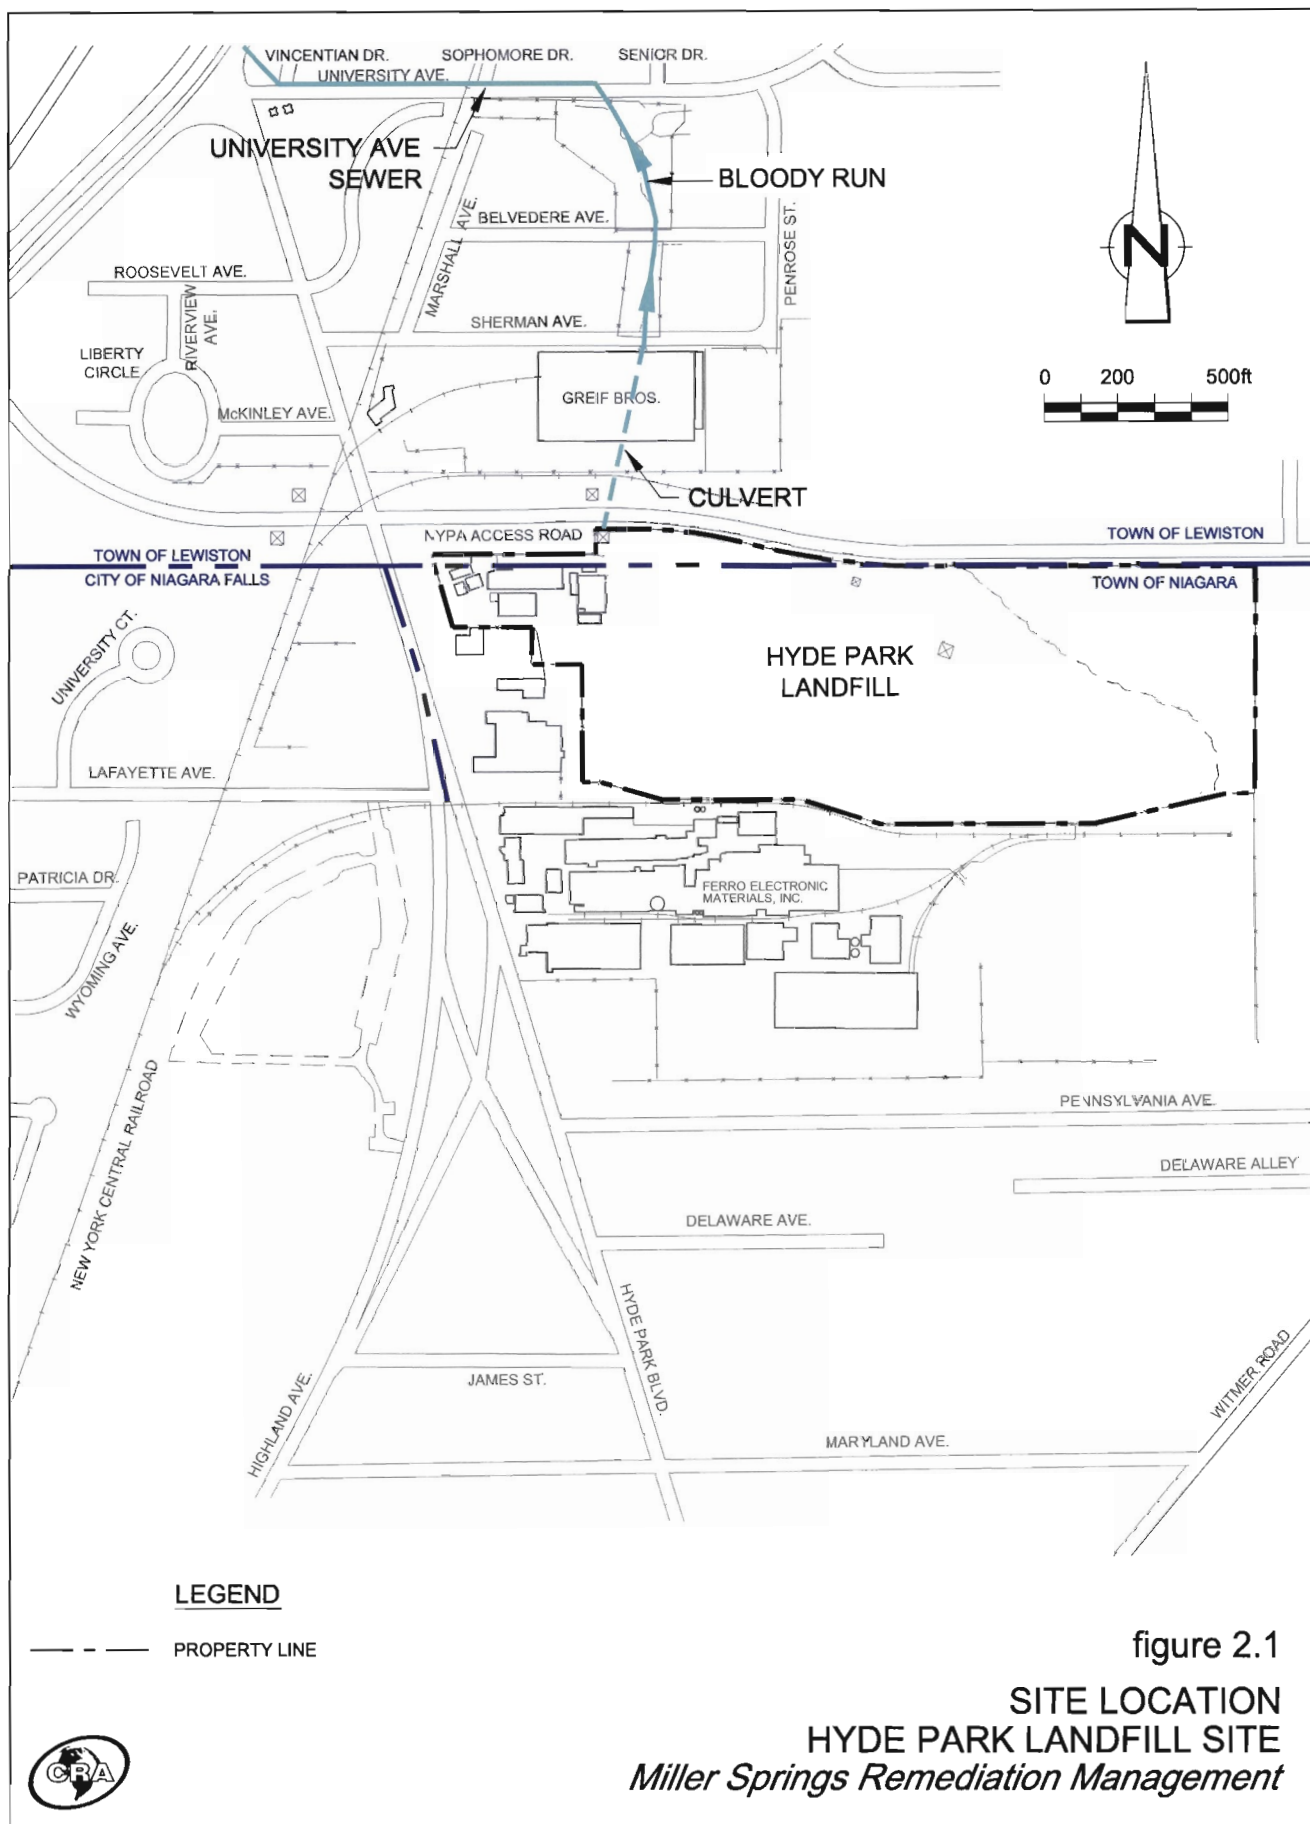 VINCENTIAN DR.
SOPHOMORE DR.
SENIOR DR.
UNIVERSITY AVE.
UNIVERSITY AVE
SEWER
BLOODY RUN
BELVEDERE AVE.
MARSHALL AVE.
PENROSE ST.
N
ROOSEVELT AVE.
RIVERVIEW
AVE.
SHERMAN AVE.
LIBERTY
CIRCLE
0 200 500ft
GREIF BROS.
McKINLEY AVE.
CULVERT
NYPA ACCESS ROAD
TOWN OF LEWISTON
CITY OF NIAGARA FALLS
TOWN OF LEWISTON
TOWN OF NIAGARA
UNIVERSITY CT.
HYDE PARK
LANDFILL
LAFAYETTE AVE.
PATRICIA DR.
WYOMING AVE.
FERRO ELECTRONIC
MATERIALS, INC.
NEW YORK CENTRAL RAILROAD
PENNSYLVANIA AVE.
DELAWARE ALLEY
DELAWARE AVE.
HYDE PARK BLVD.
WITMER ROAD
JAMES ST.
HIGHLAND AVE.
MARYLAND AVE.
LEGEND
PROPERTY LINE
figure 2.1
SITE LOCATION
HYDE PARK LANDFILL SITE
Miller Springs Remediation Management
CRA